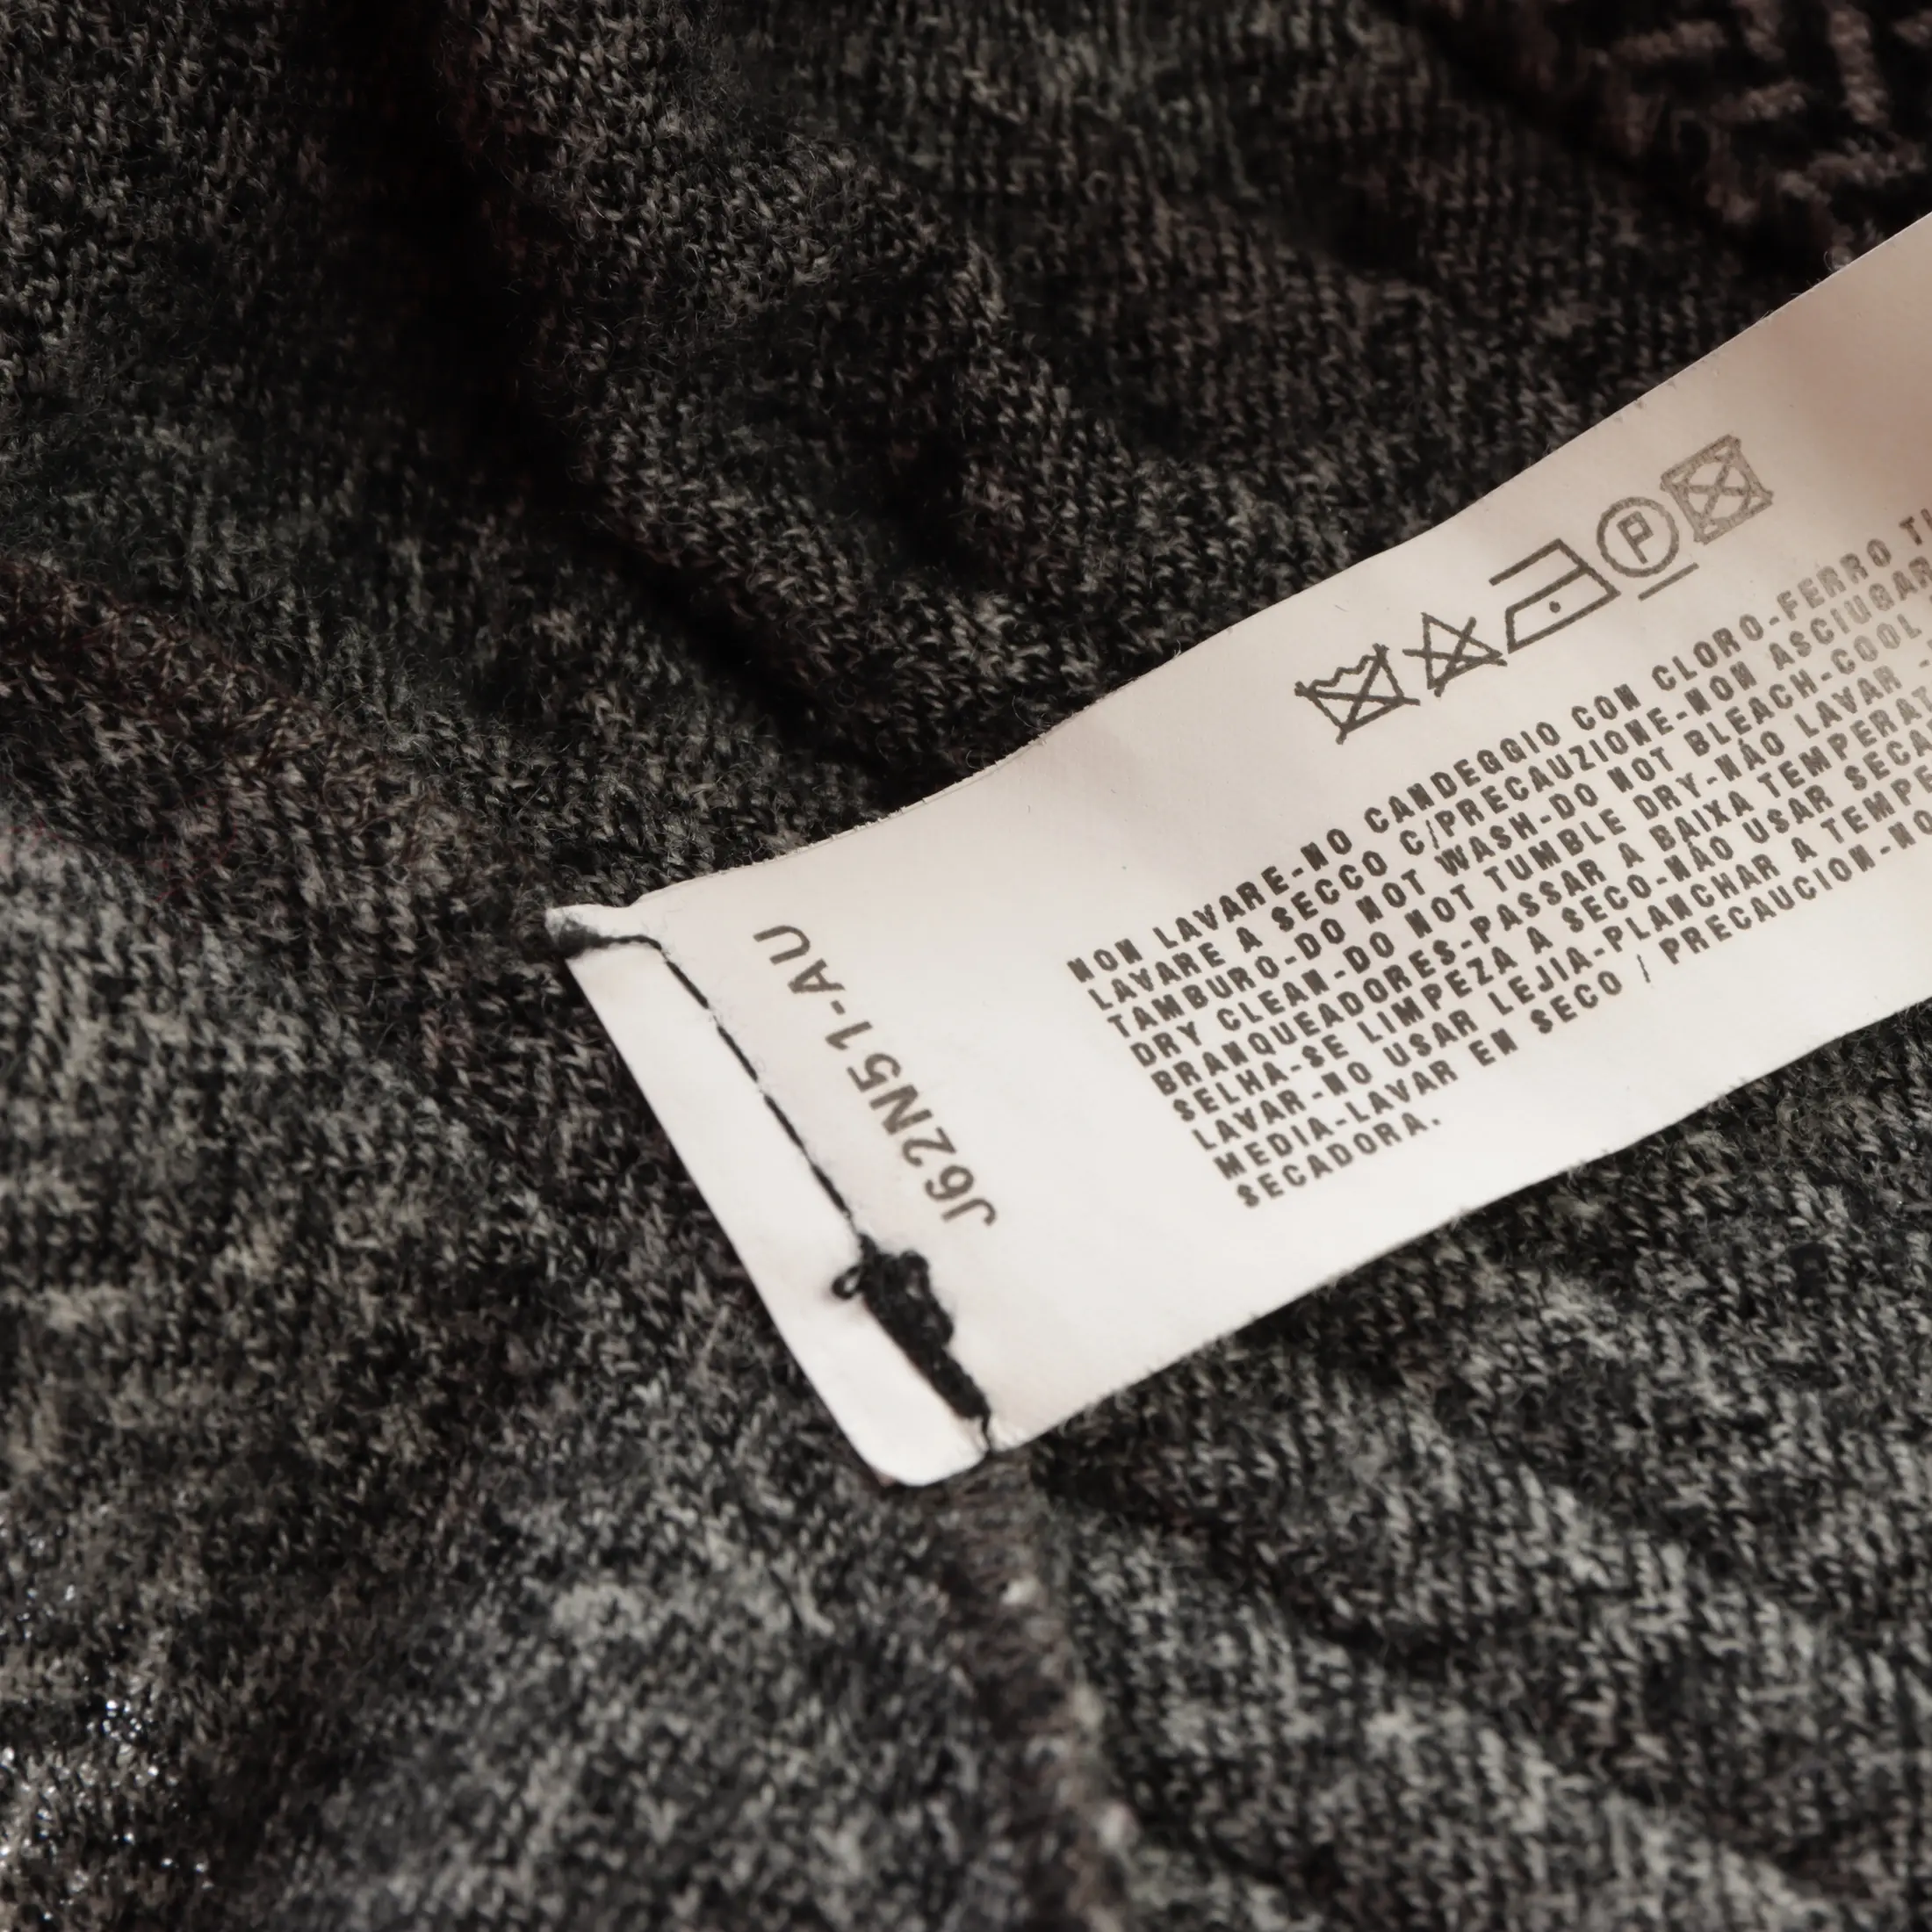 P
NON LAVARE-NO CANDEGGIO CON CLORO-FERRO
LAVARE A SECCO C/PRECAUZIONE-NON ASCIUGAR
TAMBURO-DO NOT WASH-DO NOT BLEACH-COOL
DRY CLEAN-DO NOT TUMBLE DRY-NÃO LAVAR
BRANQUEADORES-PASSAR A BAIXA TEMPERAT
SELHA-SE LIMPEZA A SECO-NÃO USAR SECA
LAVAR-NO USAR LEJIA-PLANCHAR A TEMPE
MEDIA-LAVAR EN SECO / PRECAUCION-NO
SECADORA.
J62N51-AU